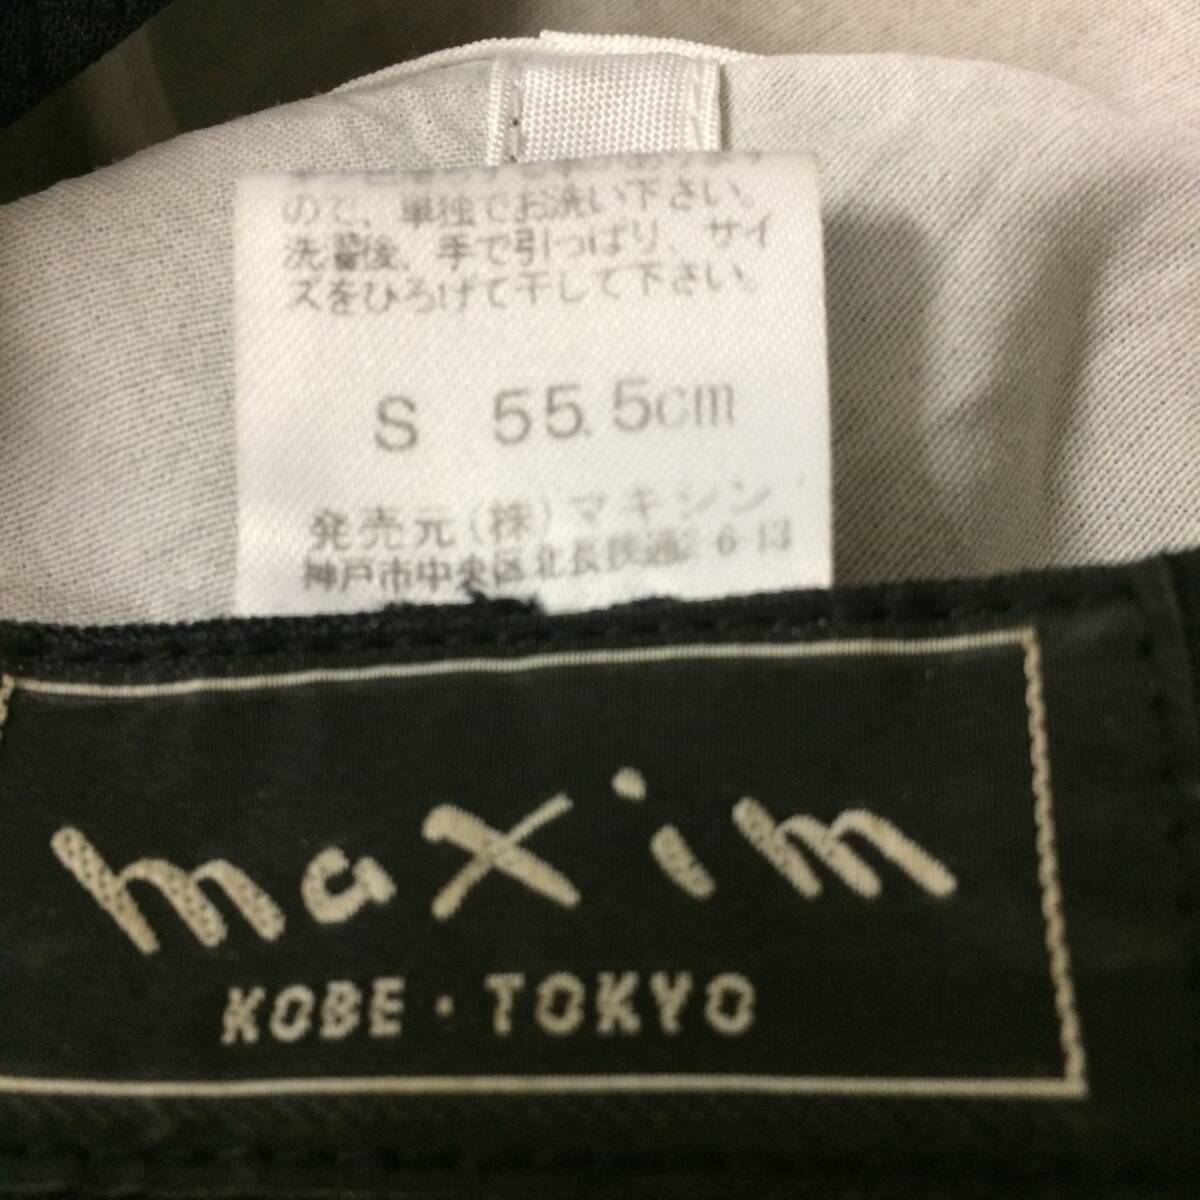 ので、単独でお洗い下さい。
洗濯後、手で引っぱり、サイ
ズをひろげて干して下さい。
S 55.5cm
発売元(株)マキシン
神戸市中央区北長狭通2-6-13
maxim
KOBE・TOKYO